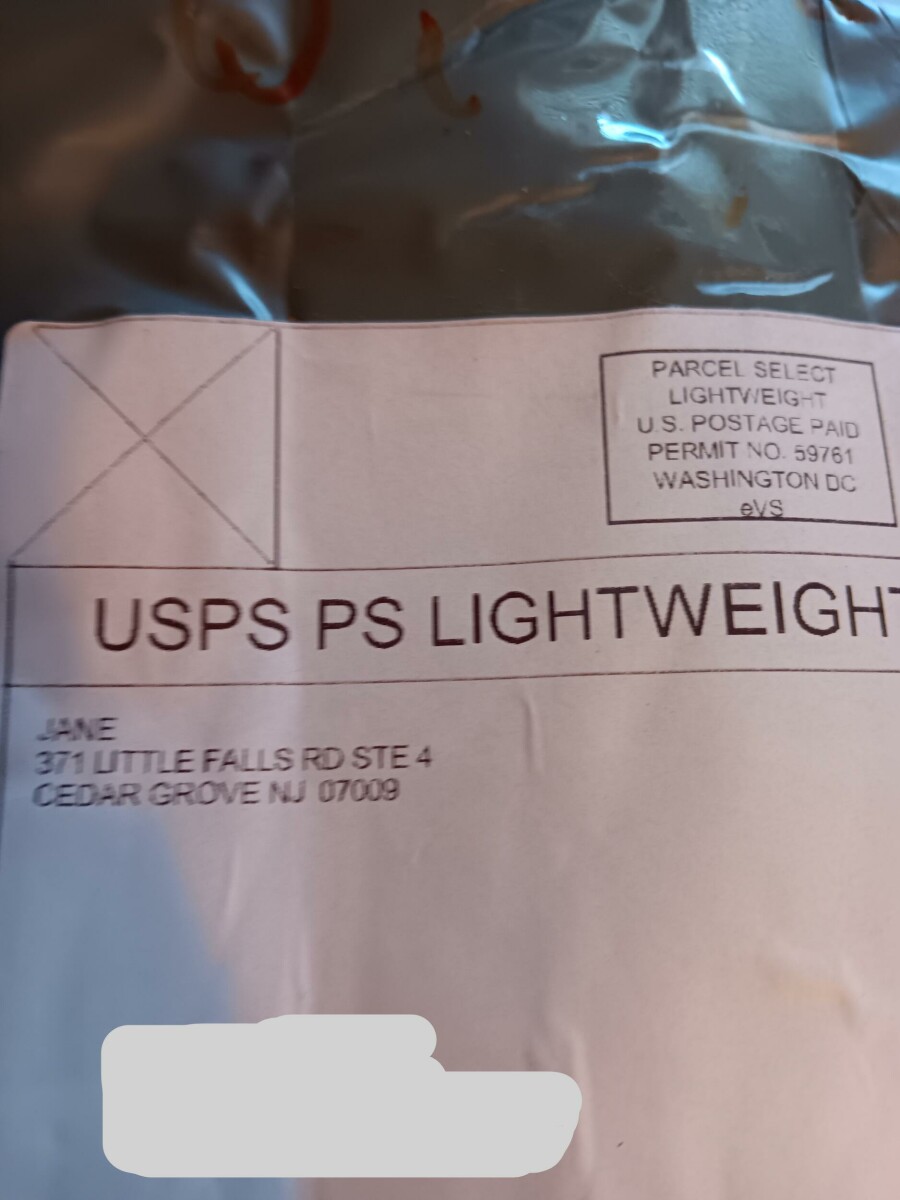 PARCEL SELECT
LIGHTWEIGHT
U.S. POSTAGE PAID
PERMIT NO. 59761
WASHINGTON DC
eVS
USPS PS LIGHTWEIGHT
JANE
371 LITTLE FALLS RD STE 4
CEDAR GROVE NJ 07009